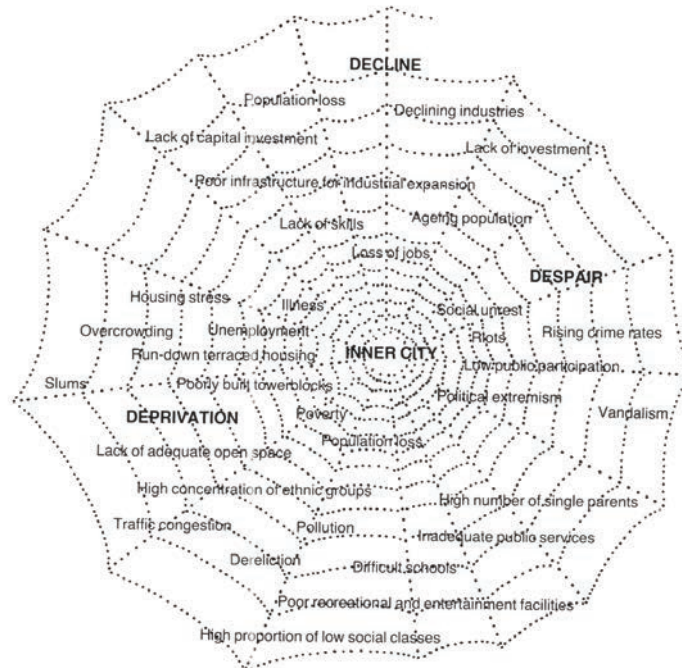 DECLINE
Population loss
Declining industries
Lack of capital investment
Lack of investment
Poor infrastructure for industrial expansion
Lack of skills
Ageing population
Loss of jobs
DESPAIR
Housing stress
Illness
Social unrest
Overcrowding
Unemployment
Riots
Rising crime rates
Run-down terraced housing
INNER CITY
Low public participation
Slums
Poorly built towerblocks
Political extremism
DEPRIVATION
Poverty
Vandalism
Population loss
Lack of adequate open space
High concentration of ethnic groups
High number of single parents
Traffic congestion
Pollution
Inadequate public services
Dereliction
Difficult schools
Poor recreational and entertainment facilities
High proportion of low social classes